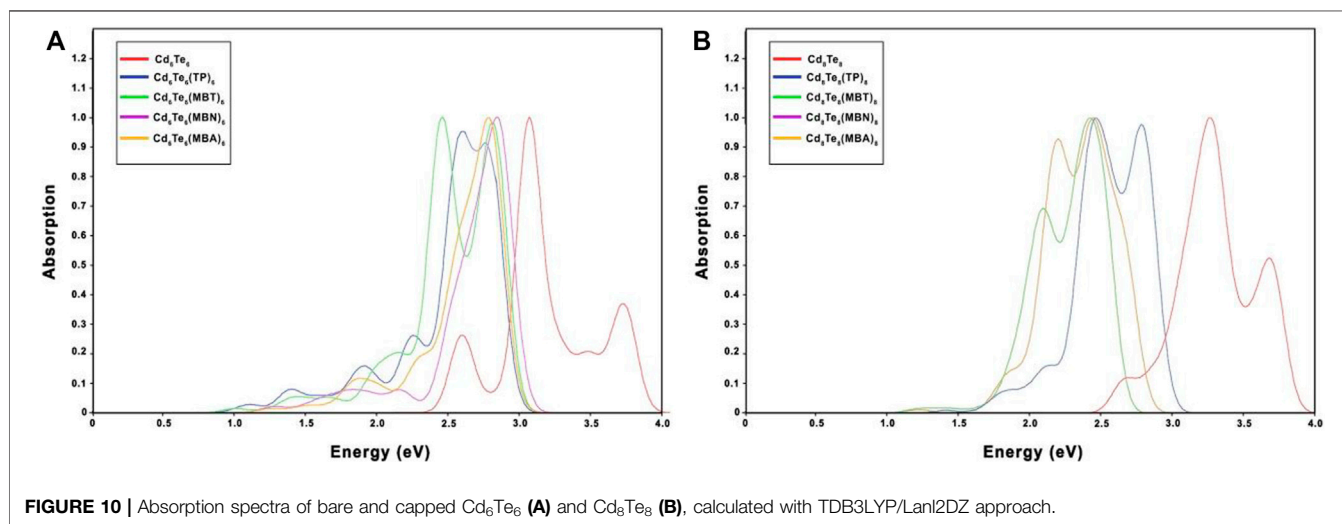 A
Cd₆Te₆
Cd₆Te₆(TP)₆
Cd₆Te₆(MBT)₆
Cd₆Te₆(MBN)₆
Cd₆Te₆(MBA)₆
1.2
1.1
1.0
0.9
0.8
0.7
0.6
0.5
0.4
0.3
0.2
0.1
0
Absorption
0 0.5 1.0 1.5 2.0 2.5 3.0 3.5 4.0
Energy (eV)
B
Cd₈Te₈
Cd₈Te₈(TP)₈
Cd₈Te₈(MBT)₈
Cd₈Te₈(MBN)₈
Cd₈Te₈(MBA)₈
1.2
1.1
1.0
0.9
0.8
0.7
0.6
0.5
0.4
0.3
0.2
0.1
0
Absorption
0 0.5 1.0 1.5 2.0 2.5 3.0 3.5 4.0
Energy (eV)
FIGURE 10 | Absorption spectra of bare and capped Cd₆Te₆ (A) and Cd₈Te₈ (B), calculated with TDB3LYP/Lanl2DZ approach.